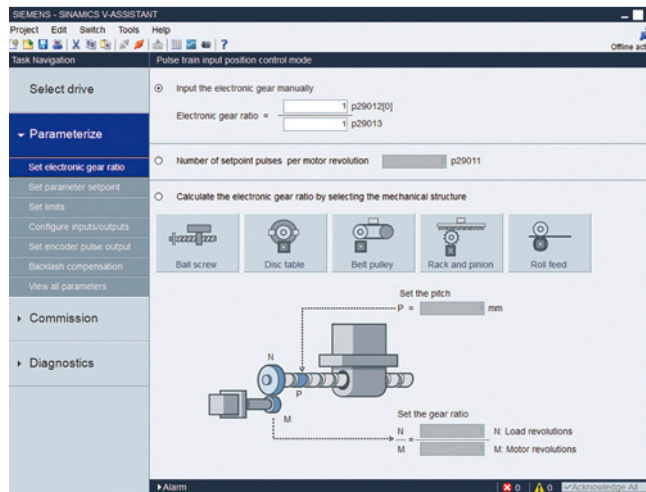 SIEMENS - SINAMICS V-ASSISTANT
Project Edit Switch Tools Help
Task Navigation
Pulse train input position control mode
Select drive
Parameterize
Set electronic gear ratio
Set parameter setpoint
Set limits
Configure inputs/outputs
Set encoder pulse output
Backlash compensation
View all parameters
Commission
Diagnostics
Input the electronic gear manually
1 p29012[0]
Electronic gear ratio =
1 p29013
Number of setpoint pulses per motor revolution p29011
Calculate the electronic gear ratio by selecting the mechanical structure
Ball screw Disc table Belt pulley Rack and pinion Roll feed
Set the pitch
P = mm
N
P
M
Set the gear ratio
N N: Load revolutions
=
M M: Motor revolutions
Alarm 0 0 Acknowledge All